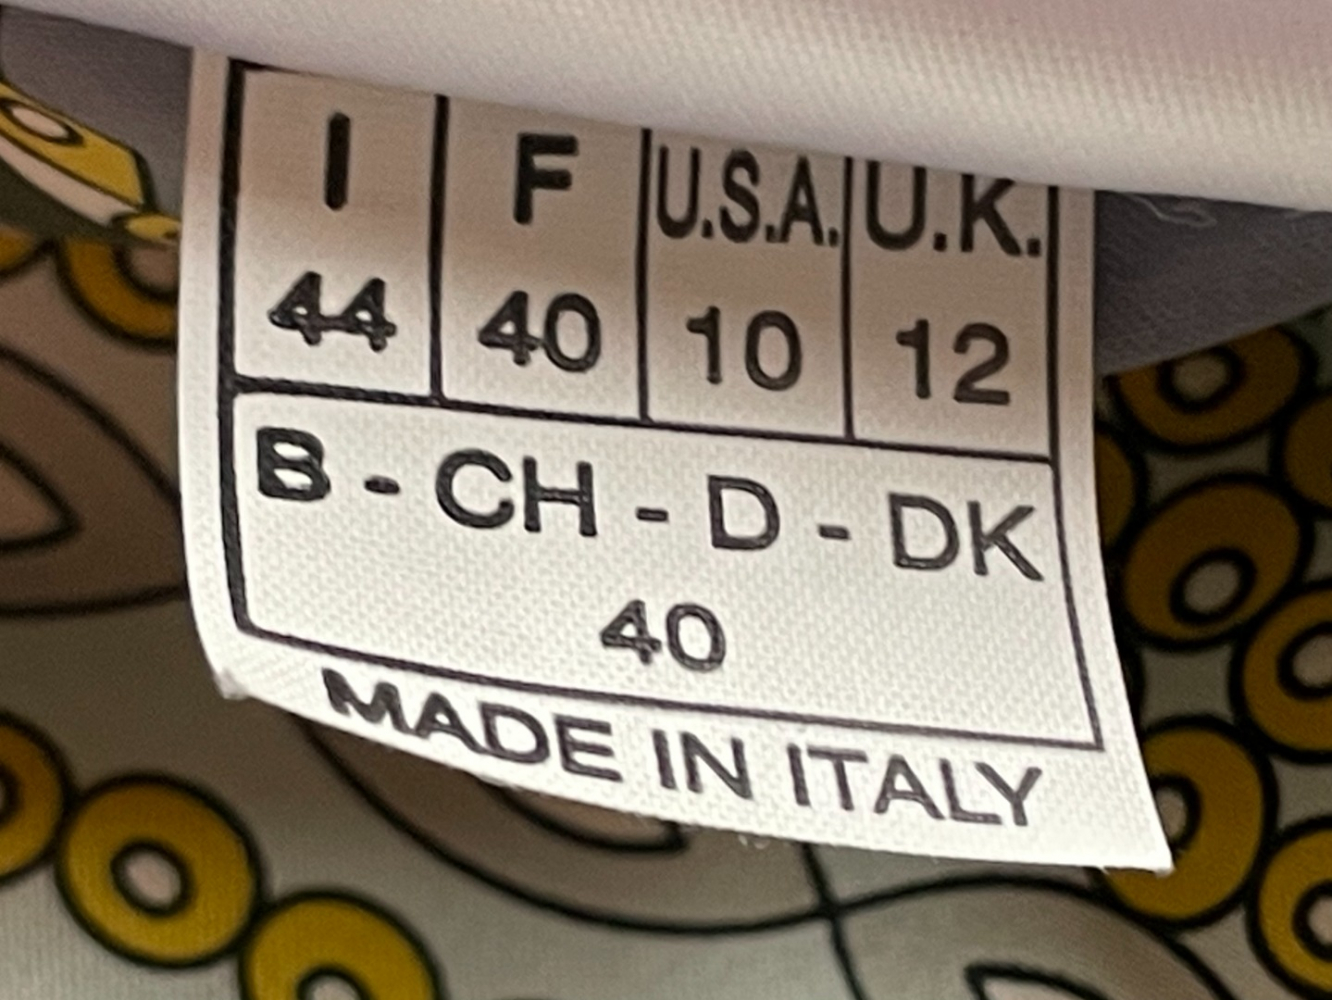 I F U.S.A. U.K.
44 40 10 12
B - CH - D - DK
40
MADE IN ITALY